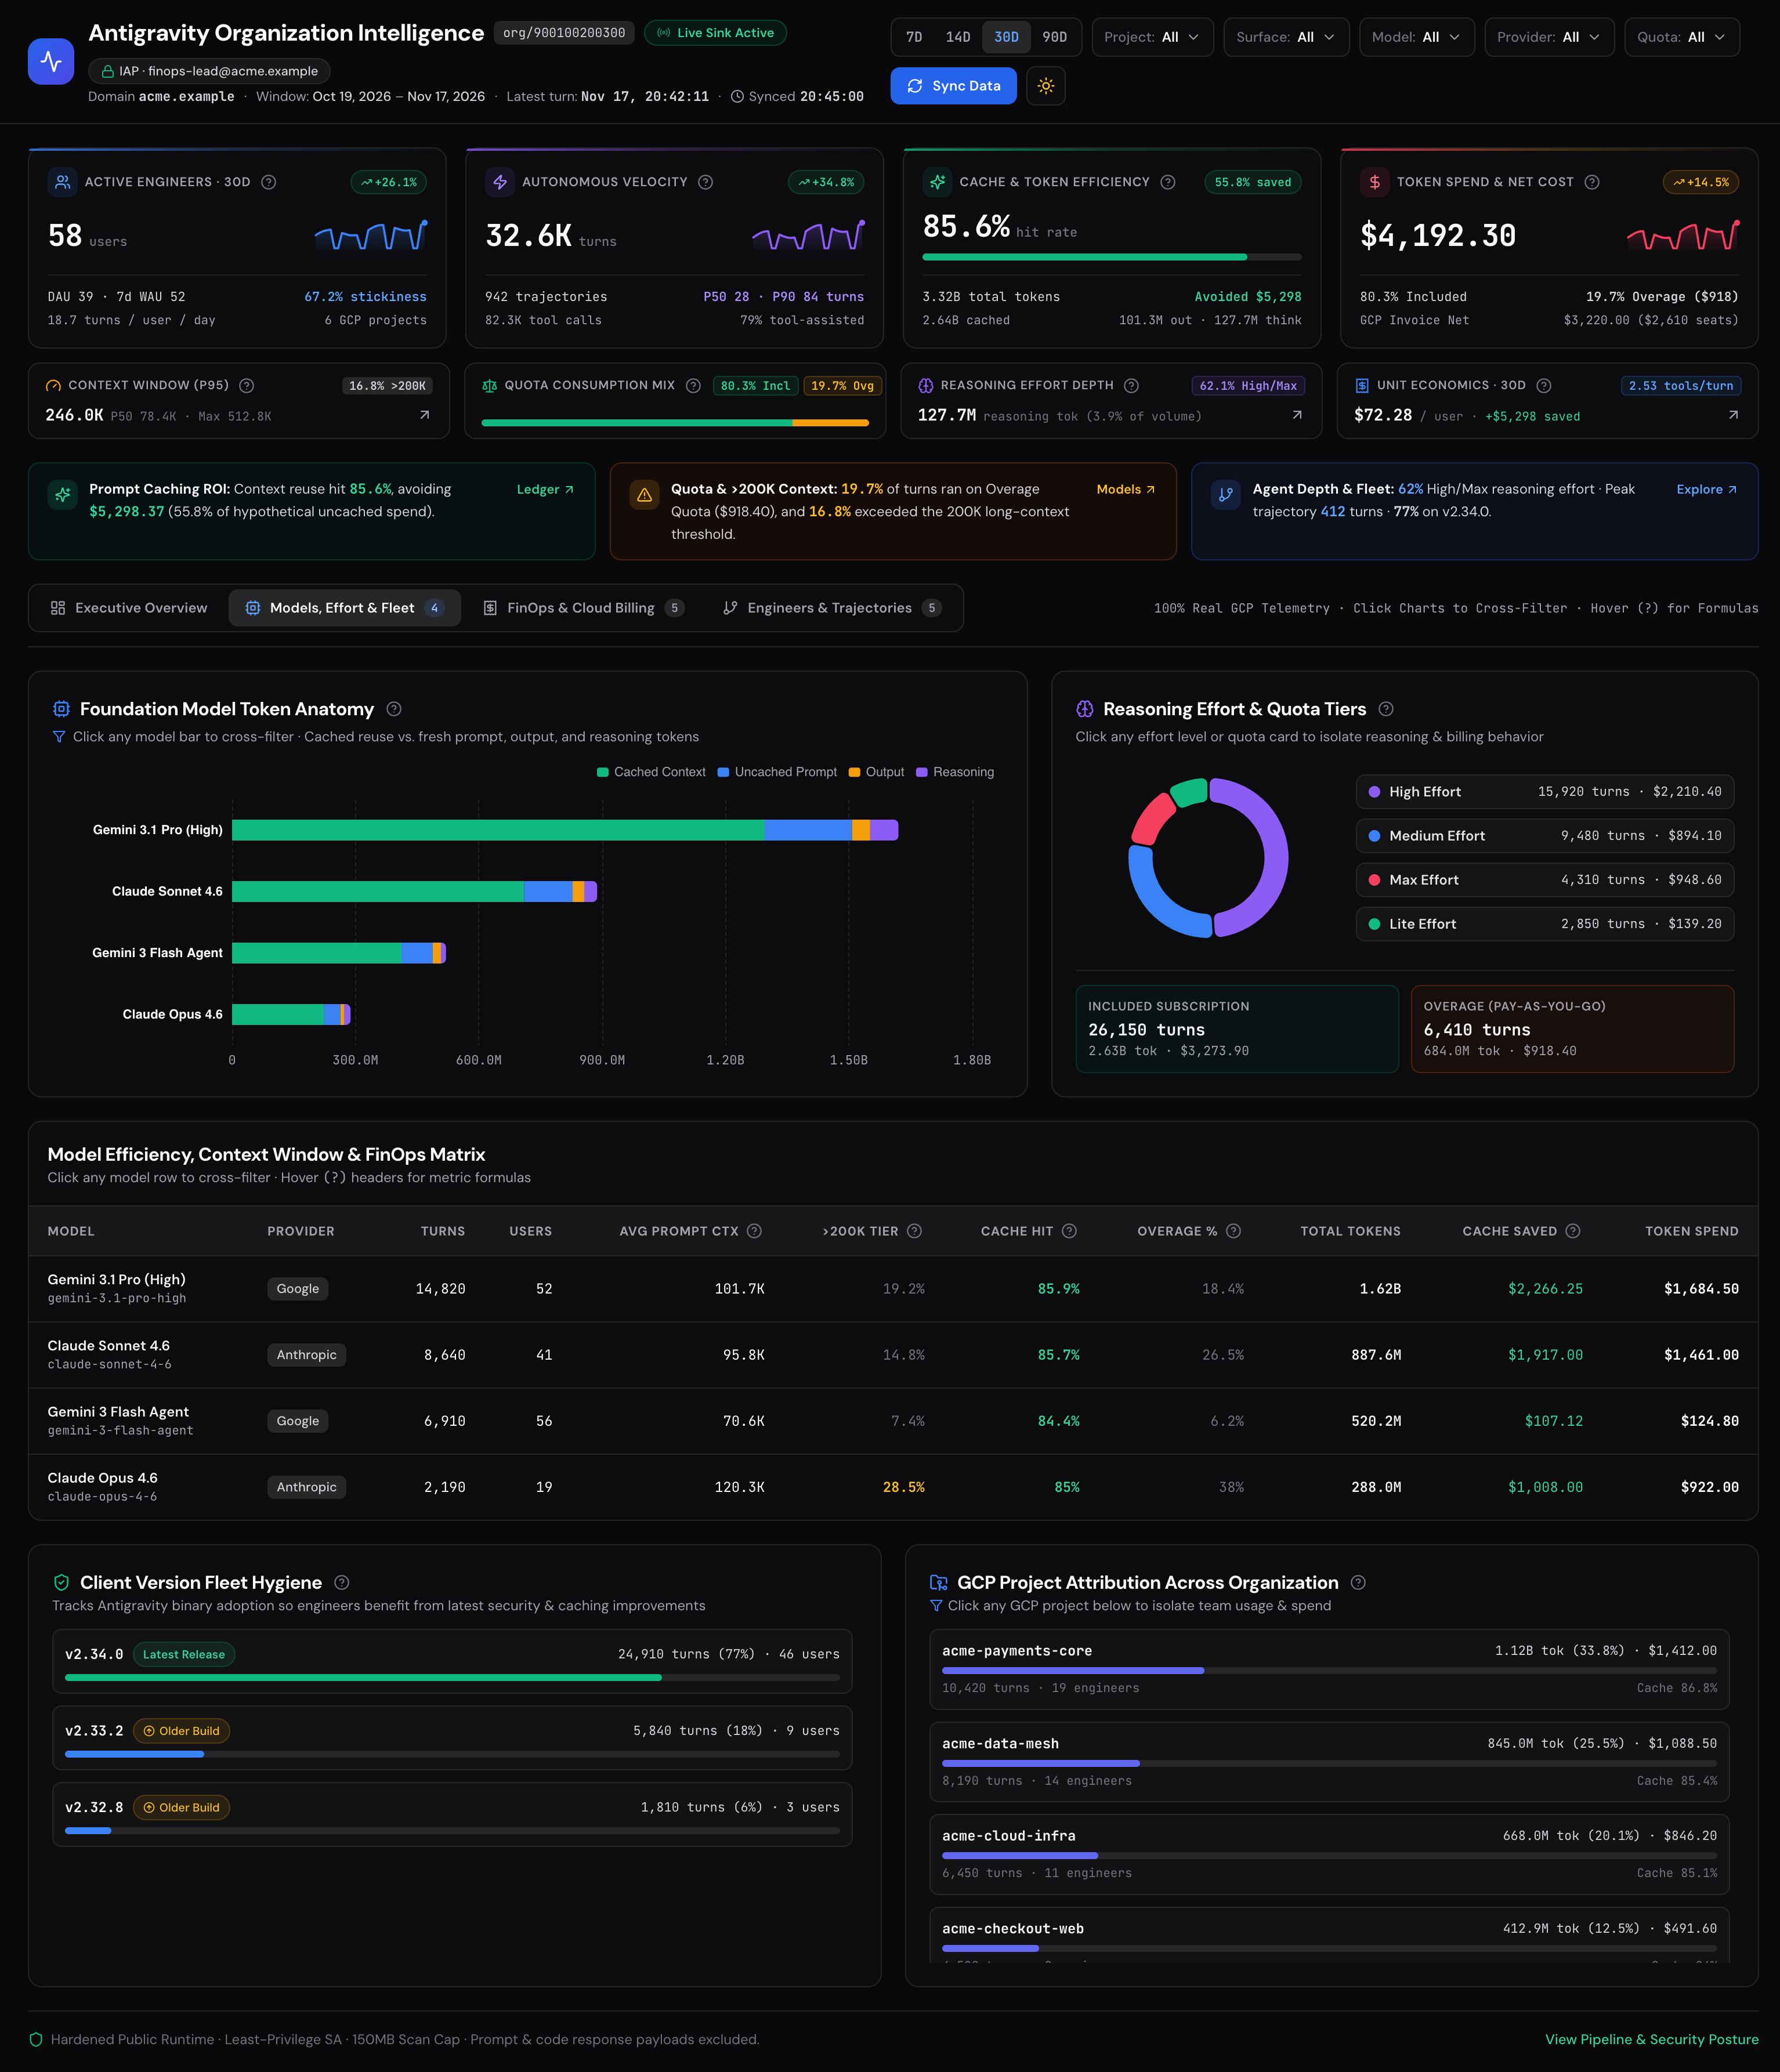 Antigravity Organization Intelligence org/900100200300 Live Sink Active
IAP · finops-lead@acme.example
Domain acme.example · Window: Oct 19, 2026 – Nov 17, 2026 · Latest turn: Nov 17, 20:42:11 · Synced 20:45:00
7D 14D 30D 90D Project: All Surface: All Model: All Provider: All Quota: All
Sync Data
ACTIVE ENGINEERS · 30D +26.1%
58 users
DAU 39 · 7d WAU 52 67.2% stickiness
18.7 turns / user / day 6 GCP projects
AUTONOMOUS VELOCITY +34.8%
32.6K turns
942 trajectories P50 28 · P90 84 turns
82.3K tool calls 79% tool-assisted
CACHE & TOKEN EFFICIENCY 55.8% saved
85.6% hit rate
3.32B total tokens Avoided $5,298
2.64B cached 101.3M out · 127.7M think
TOKEN SPEND & NET COST +14.5%
$4,192.30
80.3% Included 19.7% Overage ($918)
GCP Invoice Net $3,220.00 ($2,610 seats)
CONTEXT WINDOW (P95) 16.8% >200K
246.0K P50 78.4K · Max 512.8K
QUOTA CONSUMPTION MIX 80.3% Incl 19.7% Ovg
REASONING EFFORT DEPTH 62.1% High/Max
127.7M reasoning tok (3.9% of volume)
UNIT ECONOMICS · 30D 2.53 tools/turn
$72.28 / user · +$5,298 saved
Prompt Caching ROI: Context reuse hit 85.6%, avoiding Ledger
$5,298.37 (55.8% of hypothetical uncached spend).
Quota & >200K Context: 19.7% of turns ran on Overage Models
Quota ($918.40), and 16.8% exceeded the 200K long-context
threshold.
Agent Depth & Fleet: 62% High/Max reasoning effort · Peak Explore
trajectory 412 turns · 77% on v2.34.0.
Executive Overview Models, Effort & Fleet 4 FinOps & Cloud Billing 5 Engineers & Trajectories 5
100% Real GCP Telemetry · Click Charts to Cross-Filter · Hover (?) for Formulas
Foundation Model Token Anatomy
Click any model bar to cross-filter · Cached reuse vs. fresh prompt, output, and reasoning tokens
Cached Context Uncached Prompt Output Reasoning
Gemini 3.1 Pro (High)
Claude Sonnet 4.6
Gemini 3 Flash Agent
Claude Opus 4.6
0 300.0M 600.0M 900.0M 1.20B 1.50B 1.80B
Reasoning Effort & Quota Tiers
Click any effort level or quota card to isolate reasoning & billing behavior
High Effort 15,920 turns · $2,210.40
Medium Effort 9,480 turns · $894.10
Max Effort 4,310 turns · $948.60
Lite Effort 2,850 turns · $139.20
INCLUDED SUBSCRIPTION
26,150 turns
2.63B tok · $3,273.90
OVERAGE (PAY-AS-YOU-GO)
6,410 turns
684.0M tok · $918.40
Model Efficiency, Context Window & FinOps Matrix
Click any model row to cross-filter · Hover (?) headers for metric formulas
MODEL PROVIDER TURNS USERS AVG PROMPT CTX >200K TIER CACHE HIT OVERAGE % TOTAL TOKENS CACHE SAVED TOKEN SPEND
Gemini 3.1 Pro (High)
gemini-3.1-pro-high
Google 14,820 52 101.7K 19.2% 85.9% 18.4% 1.62B $2,266.25 $1,684.50
Claude Sonnet 4.6
claude-sonnet-4-6
Anthropic 8,640 41 95.8K 14.8% 85.7% 26.5% 887.6M $1,917.00 $1,461.00
Gemini 3 Flash Agent
gemini-3-flash-agent
Google 6,910 56 70.6K 7.4% 84.4% 6.2% 520.2M $107.12 $124.80
Claude Opus 4.6
claude-opus-4-6
Anthropic 2,190 19 120.3K 28.5% 85% 38% 288.0M $1,008.00 $922.00
Client Version Fleet Hygiene
Tracks Antigravity binary adoption so engineers benefit from latest security & caching improvements
v2.34.0 Latest Release 24,910 turns (77%) · 46 users
v2.33.2 Older Build 5,840 turns (18%) · 9 users
v2.32.8 Older Build 1,810 turns (6%) · 3 users
GCP Project Attribution Across Organization
Click any GCP project below to isolate team usage & spend
acme-payments-core 1.12B tok (33.8%) · $1,412.00
10,420 turns · 19 engineers Cache 86.8%
acme-data-mesh 845.0M tok (25.5%) · $1,088.50
8,190 turns · 14 engineers Cache 85.4%
acme-cloud-infra 668.0M tok (20.1%) · $846.20
6,450 turns · 11 engineers Cache 85.1%
acme-checkout-web 412.9M tok (12.5%) · $491.60
Hardened Public Runtime · Least-Privilege SA · 150MB Scan Cap · Prompt & code response payloads excluded.
View Pipeline & Security Posture